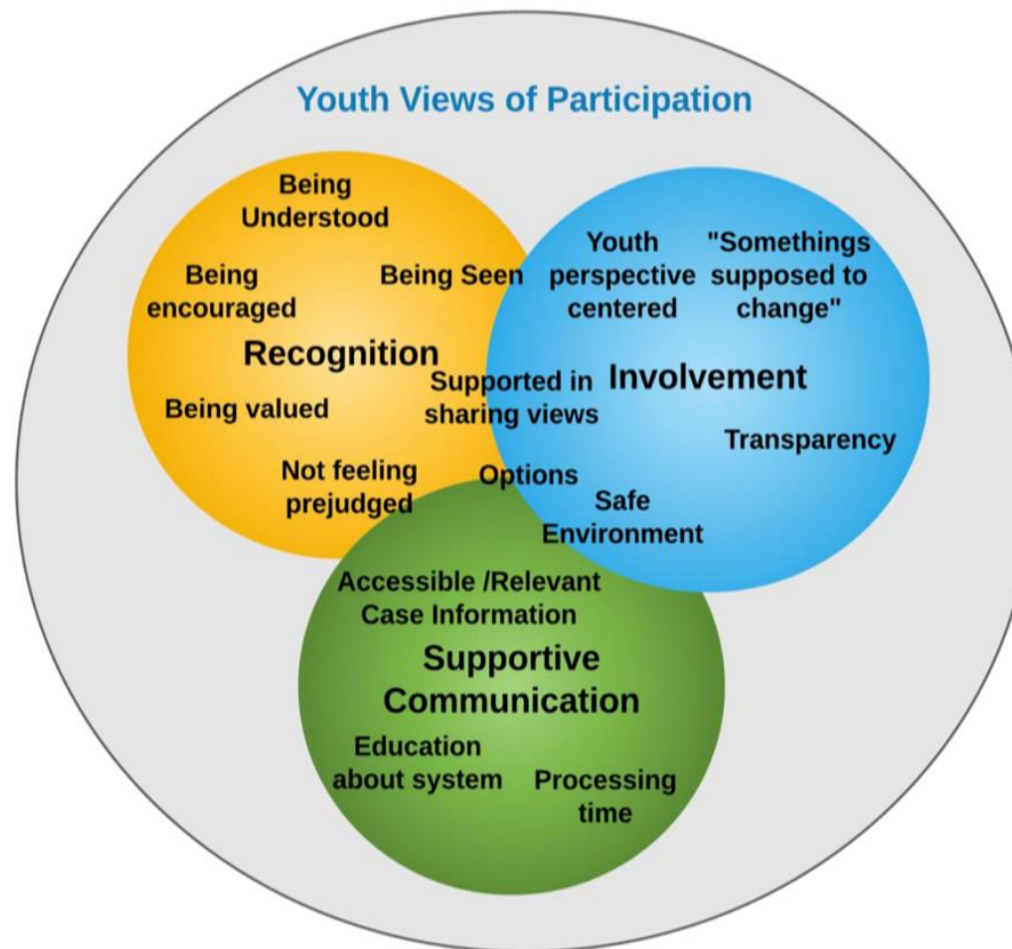 Youth Views of Participation
Being
Understood
Being
encouraged
Being Seen
Recognition
Being valued
Not feeling
prejudged
Youth
perspective
centered
"Somethings
supposed to
change"
Supported in
sharing views
Involvement
Transparency
Options
Safe
Environment
Accessible /Relevant
Case Information
Supportive
Communication
Education
about system
Processing
time